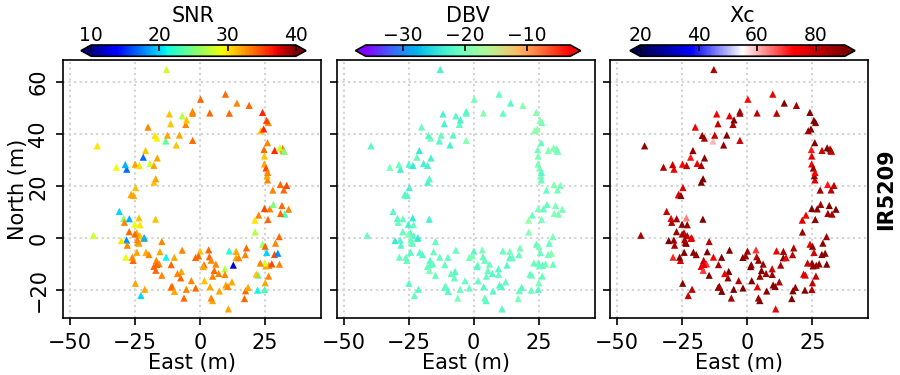 SNR DBV Xc
10 20 30 40 −30 −20 −10 20 40 60 80
60
40
20
0
−20
North (m)
IR5209
−50 −25 0 25 −50 −25 0 25 −50 −25 0 25
East (m) East (m) East (m)